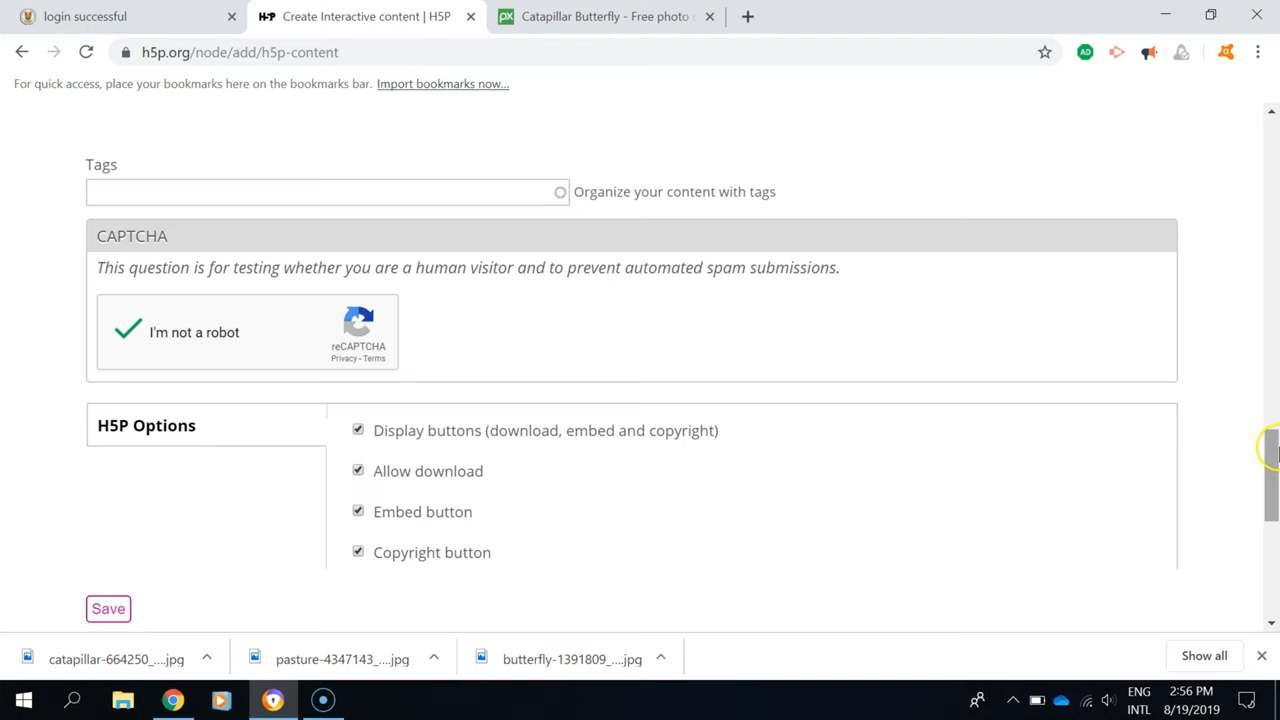 login successful
H-P Create Interactive content | H5P
px Catapillar Butterfly - Free photo
h5p.org/node/add/h5p-content
AD
For quick access, place your bookmarks here on the bookmarks bar. Import bookmarks now...
Tags
Organize your content with tags
CAPTCHA
This question is for testing whether you are a human visitor and to prevent automated spam submissions.
I'm not a robot
reCAPTCHA
Privacy - Terms
H5P Options
Display buttons (download, embed and copyright)
Allow download
Embed button
Copyright button
Save
catapillar-664250_....jpg
pasture-4347143_....jpg
butterfly-1391809_....jpg
Show all
ENG
INTL
2:56 PM
8/19/2019